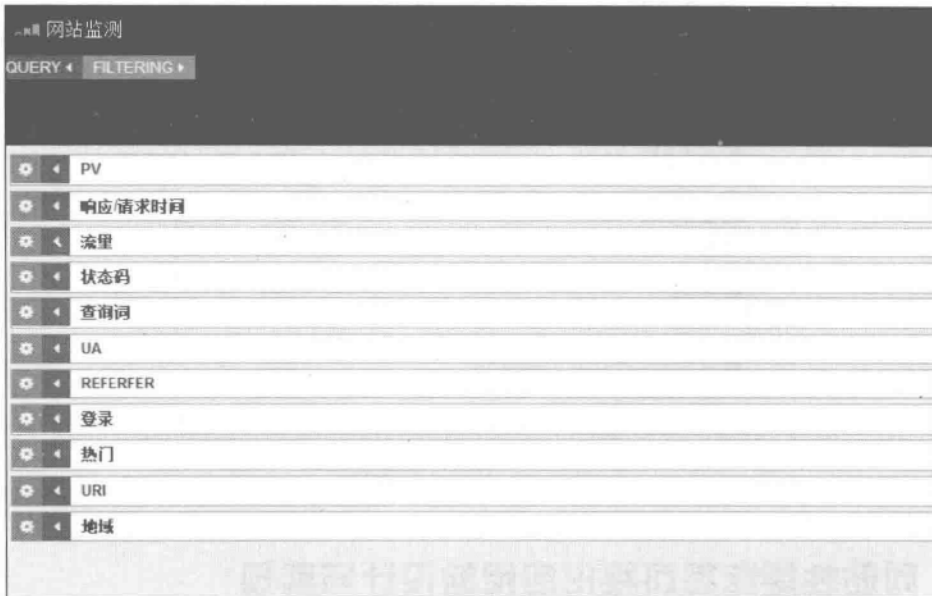 网站监测
QUERY FILTERING
PV
响应/请求时间
流里
状态码
查询词
UA
REFERFER
登录
热门
URI
地域